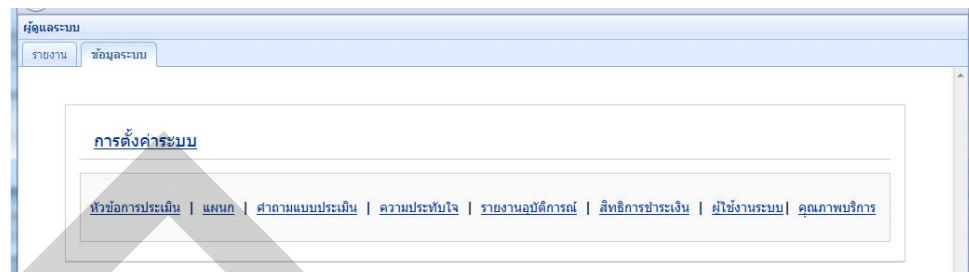 ผู้ดูแลระบบ
รายงาน ข้อมูลระบบ
การตั้งค่าระบบ
หัวข้อการประเมิน | แผนก | คำถามแบบประเมิน | ความประทับใจ | รายงานอุบัติการณ์ | สิทธิการชำระเงิน | ผู้ใช้งานระบบ | คุณภาพบริการ